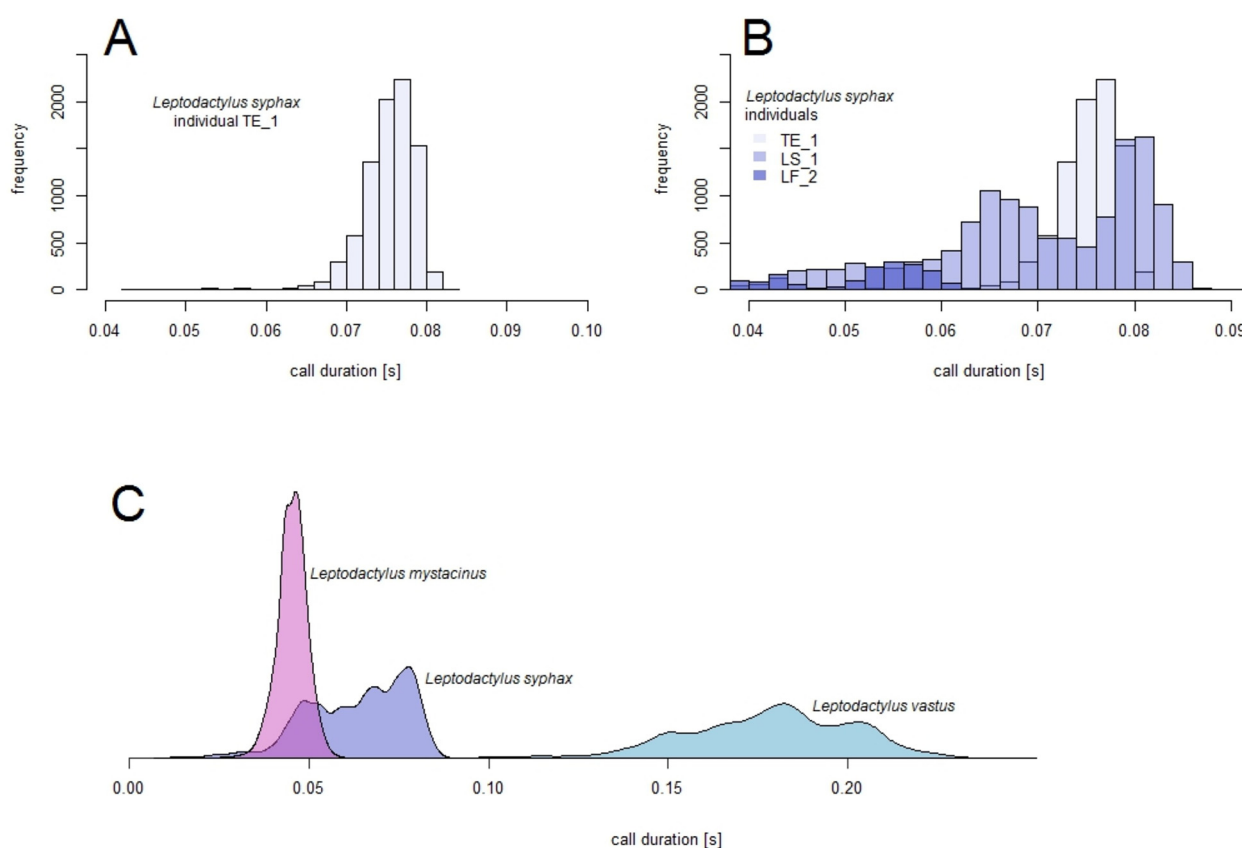 A
Leptodactylus syphax
individual TE_1
frequency
0
500
1000
2000
0.04 0.05 0.06 0.07 0.08 0.09 0.10
call duration [s]
B
Leptodactylus syphax
individuals
TE_1
LS_1
LF_2
frequency
0
500
1000
2000
0.04 0.05 0.06 0.07 0.08 0.09
call duration [s]
C
Leptodactylus mystacinus
Leptodactylus syphax
Leptodactylus vastus
0.00 0.05 0.10 0.15 0.20
call duration [s]